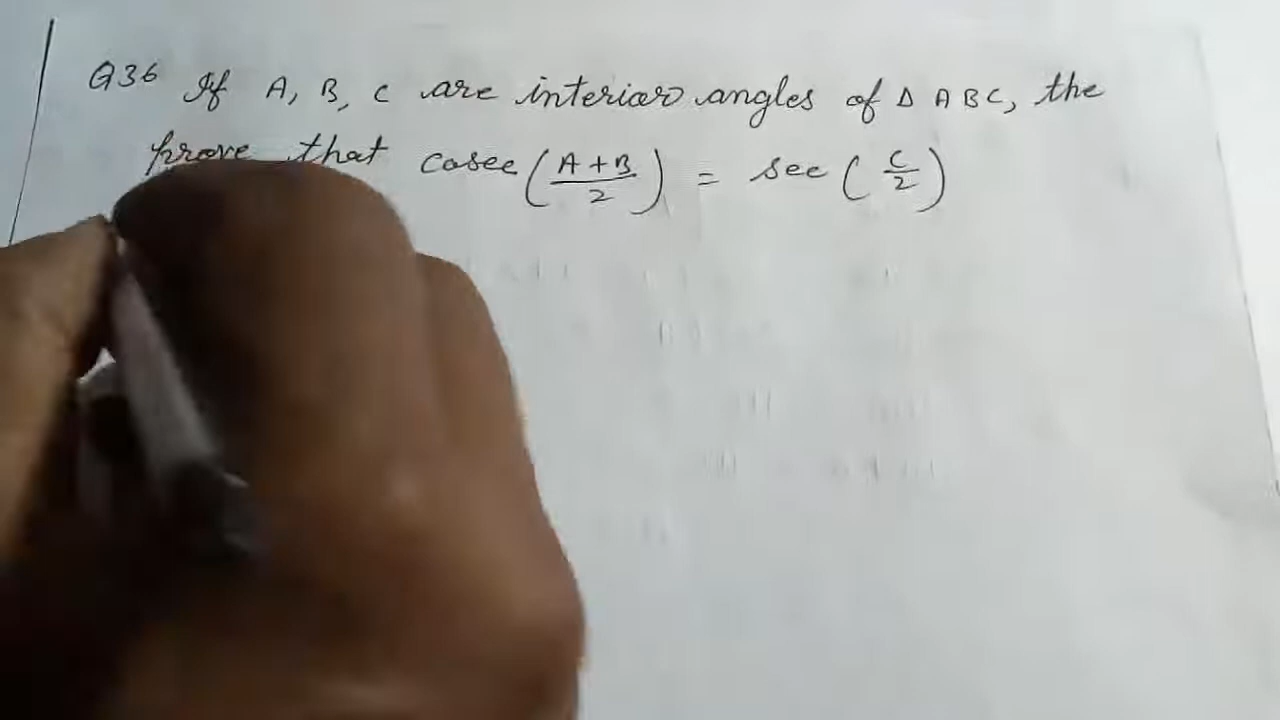 Q36 If A, B, C are interior angles of Δ ABC, the
prove that cosec (A+B/2) = sec (C/2)